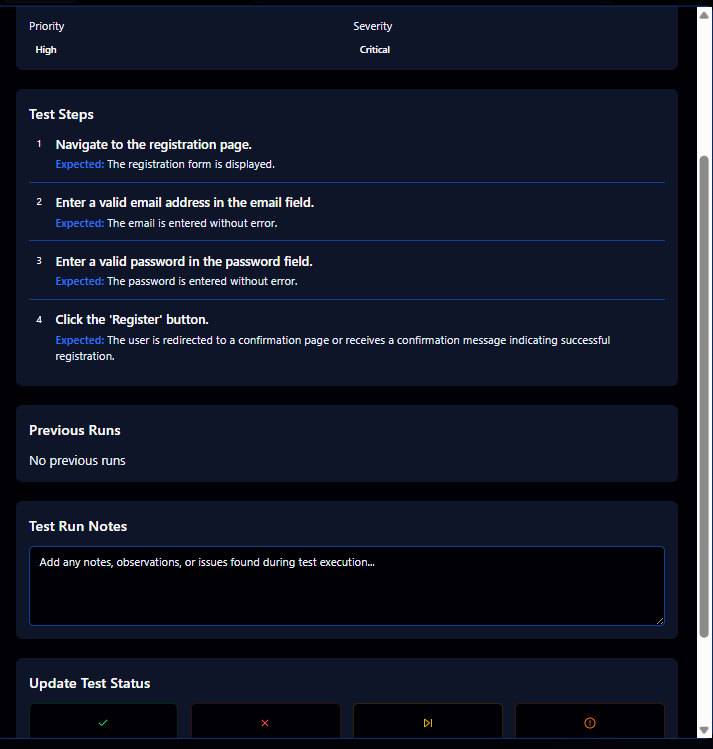 Priority
Severity
High
Critical
Test Steps
1
Navigate to the registration page.
Expected: The registration form is displayed.
2
Enter a valid email address in the email field.
Expected: The email is entered without error.
3
Enter a valid password in the password field.
Expected: The password is entered without error.
4
Click the 'Register' button.
Expected: The user is redirected to a confirmation page or receives a confirmation message indicating successful
registration.
Previous Runs
No previous runs
Test Run Notes
Add any notes, observations, or issues found during test execution...
Update Test Status